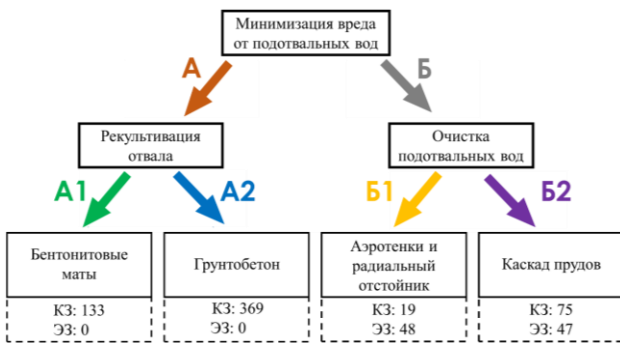 Минимизация вреда
от подотвальных вод
А
Б
Рекультивация
отвала
Очистка
подотвальных вод
А1
А2
Б1
Б2
Бентонитовые
маты
Грунтобетон
Аэротенки и
радиальный
отстойник
Каскад прудов
КЗ: 133
ЭЗ: 0
КЗ: 369
ЭЗ: 0
КЗ: 19
ЭЗ: 48
КЗ: 75
ЭЗ: 47